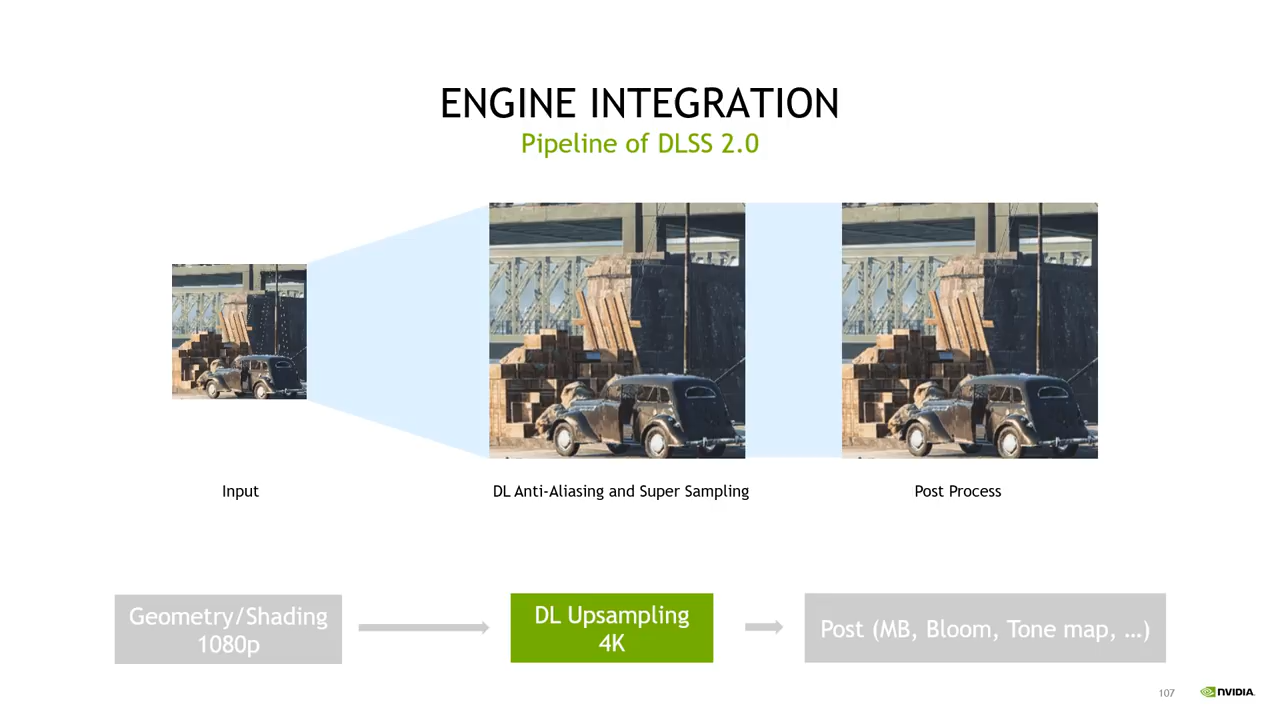 ENGINE INTEGRATION
Pipeline of DLSS 2.0
Input
DL Anti-Aliasing and Super Sampling
Post Process
Geometry/Shading
1080p
DL Upsampling
4K
Post (MB, Bloom, Tone map, …)
107
NVIDIA.